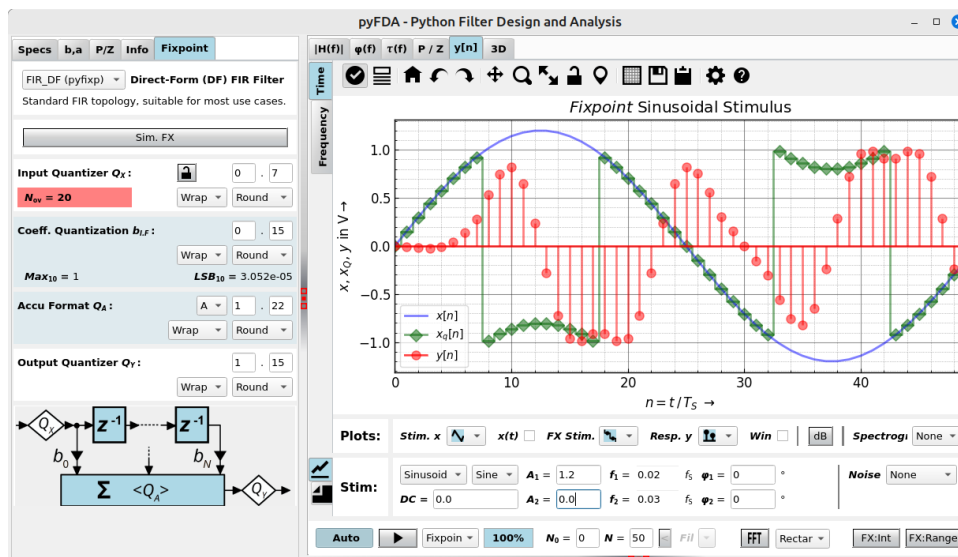 pyFDA - Python Filter Design and Analysis
Specs b,a P/Z Info Fixpoint
FIR_DF (pyfixp) Direct-Form (DF) FIR Filter
Standard FIR topology, suitable for most use cases.
Sim. FX
Input Quantizer Q_X : 0 . 7
N_ov = 20 Wrap Round
Coeff. Quantization b_I,F : 0 . 15
Wrap Round
Max_10 = 1 LSB_10 = 3.052e-05
Accu Format Q_A : A 1 . 22
Wrap Round
Output Quantizer Q_Y : 1 . 15
Wrap Round
Q_X z^-1 z^-1
b_0 b_N
Σ <Q_A> Q_Y
|H(f)| φ(f) τ(f) P / Z y[n] 3D
Time
Frequency
Fixpoint Sinusoidal Stimulus
x, x_Q, y in V →
1.0
0.5
0.0
−0.5
−1.0
x[n]
x_q[n]
y[n]
0 10 20 30 40
n = t / T_S →
Plots: Stim. x x(t) FX Stim. Resp. y Win dB Spectrogr None
Stim: Sinusoid Sine A_1 = 1.2 f_1 = 0.02 f_S φ_1 = 0 ° Noise None
DC = 0.0 A_2 = 0.0 f_2 = 0.03 f_S φ_2 = 0 °
Auto Fixpoin 100% N_0 = 0 N = 50 < Fil FFT Rectar FX:Int FX:Range